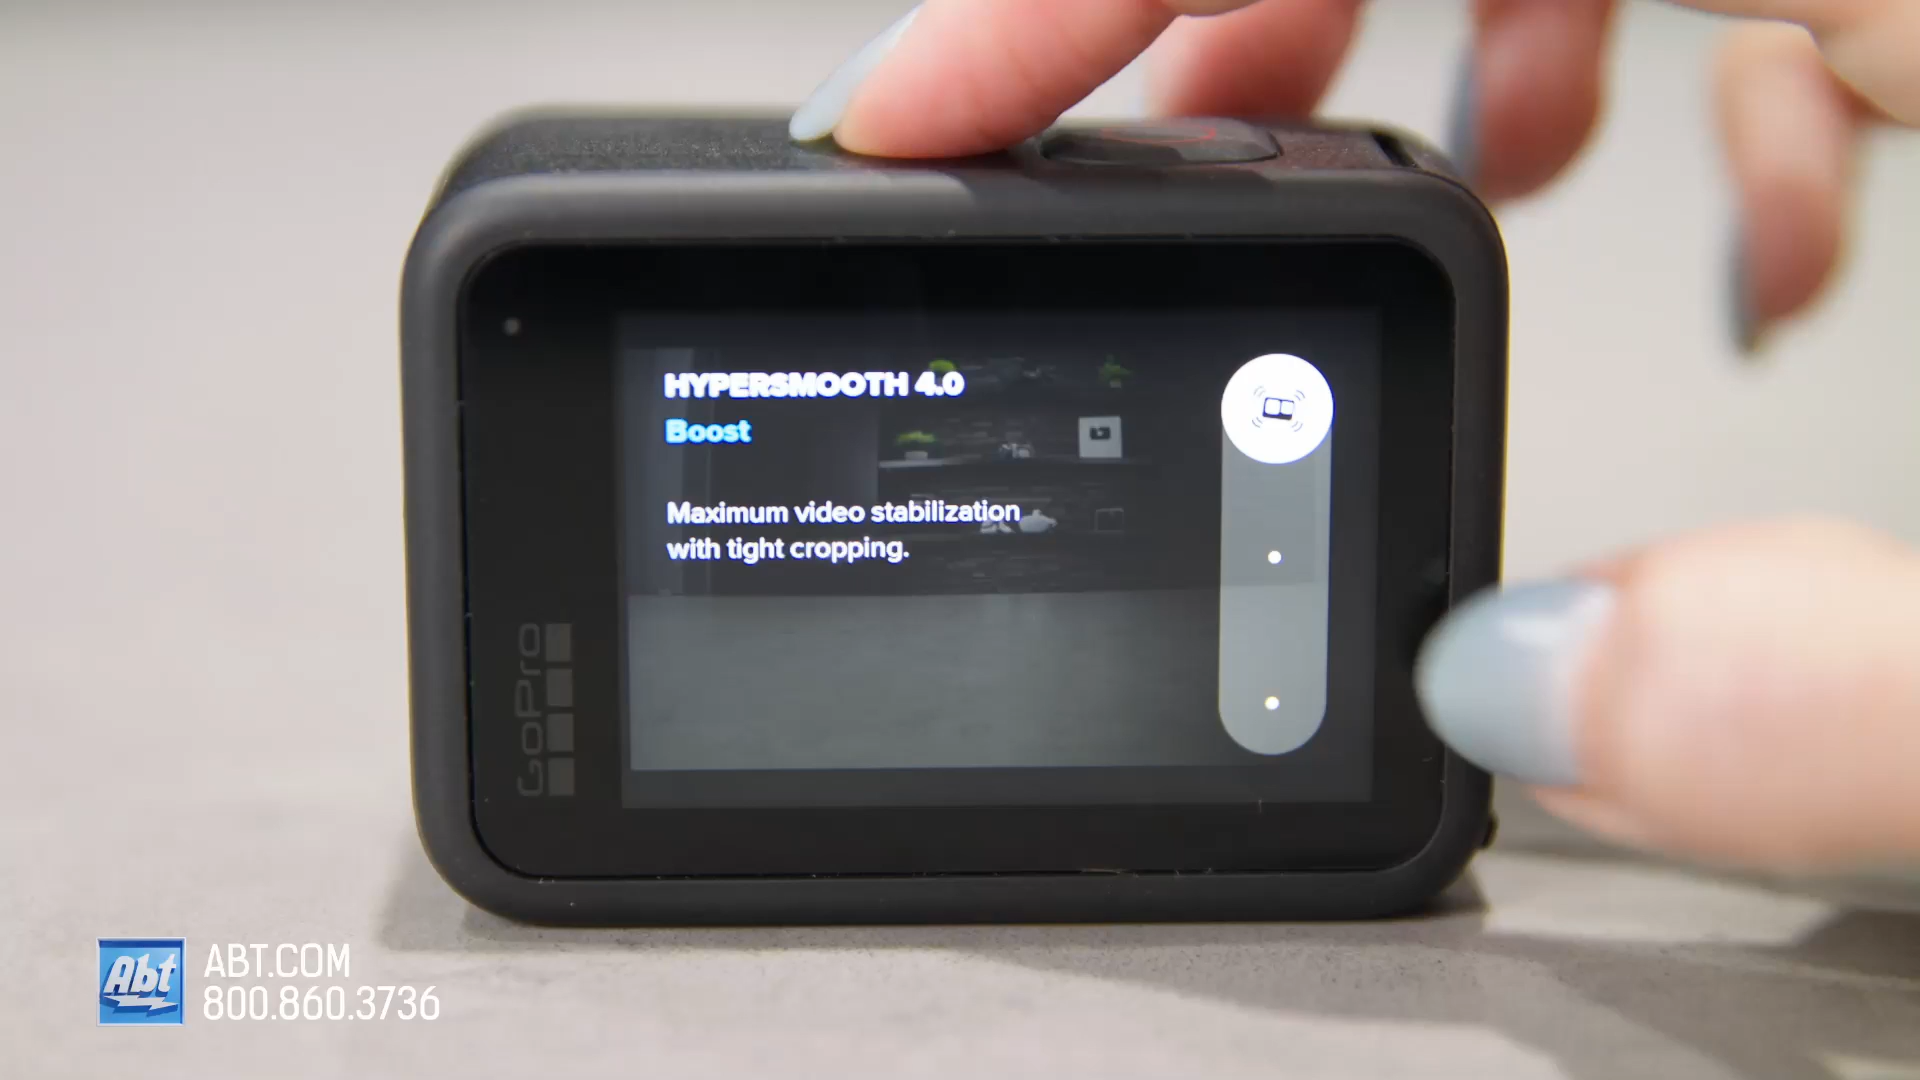 HYPERSMOOTH 4.0
Boost
Maximum video stabilization
with tight cropping.
GoPro
Abt
ABT.COM
800.860.3736